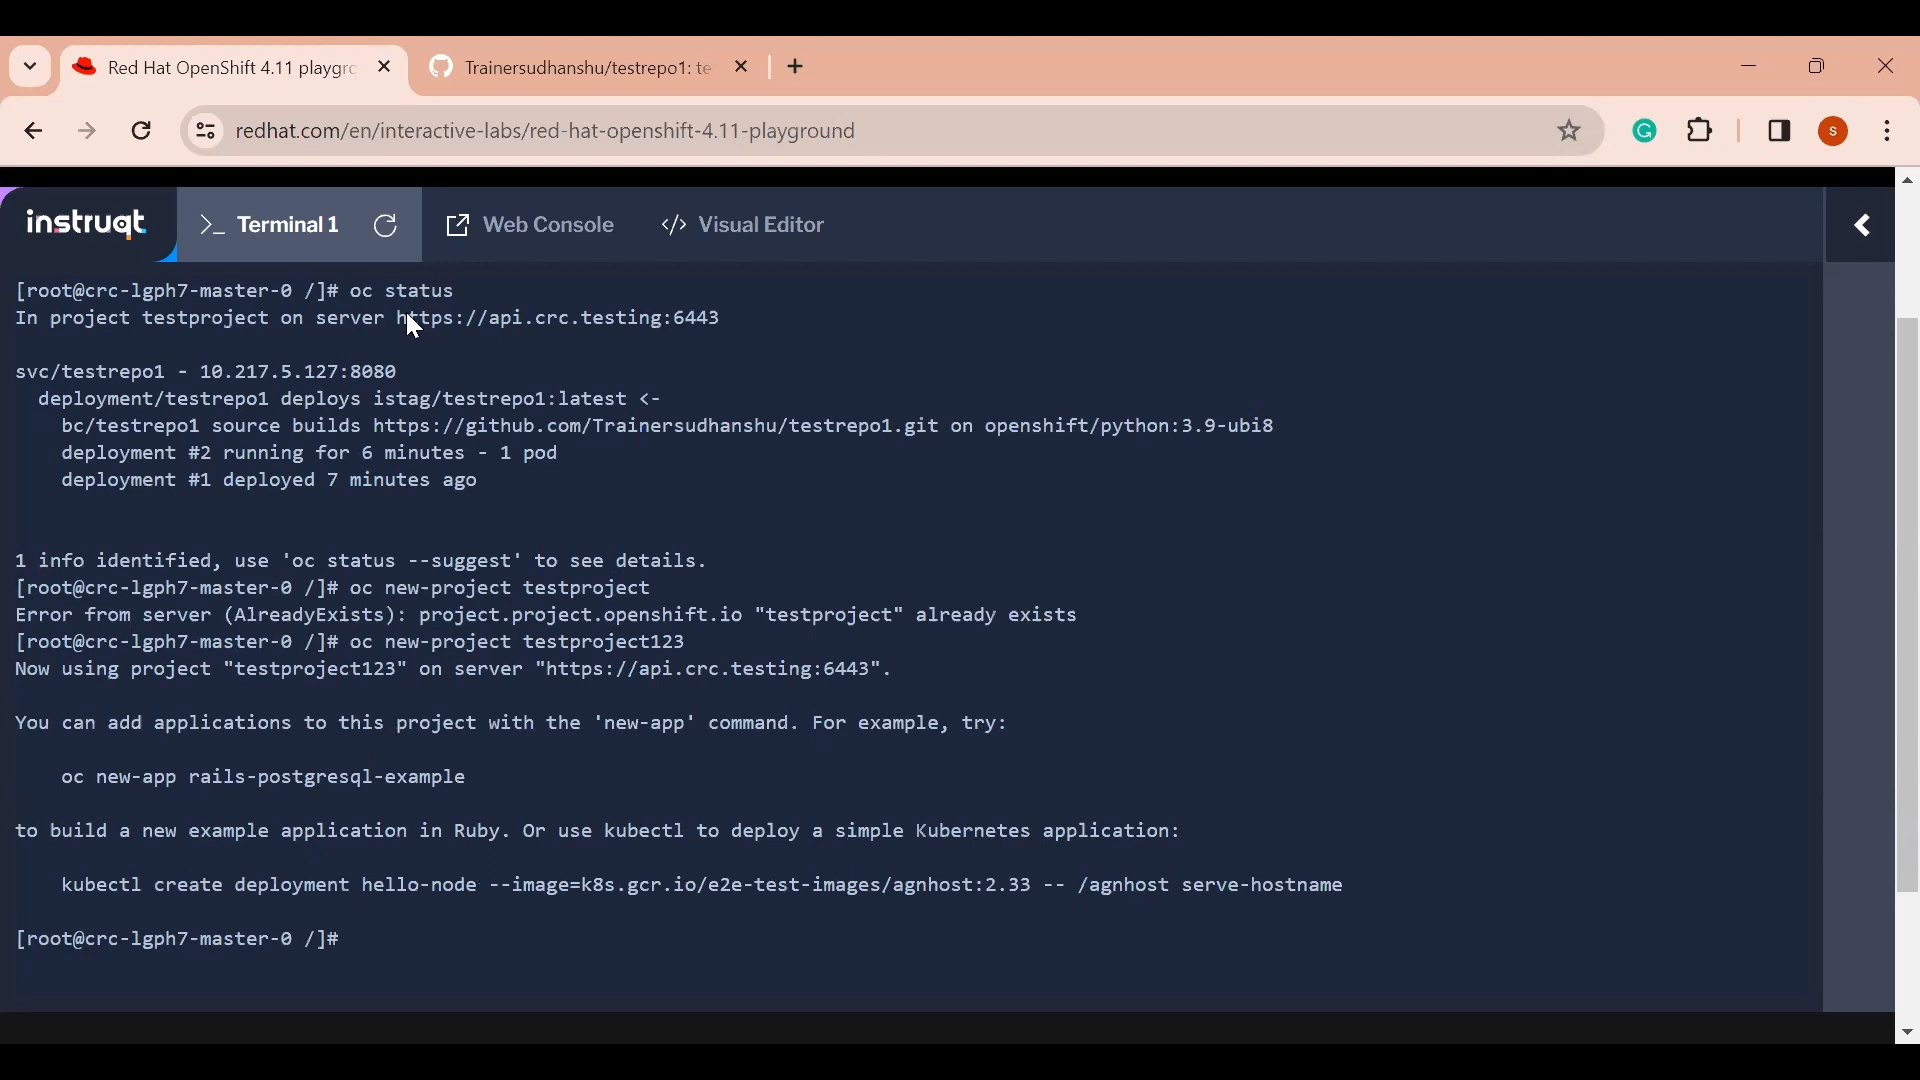 Red Hat OpenShift 4.11 playgro
Trainersudhanshu/testrepo1: te
redhat.com/en/interactive-labs/red-hat-openshift-4.11-playground
G
s
instruqt
>_ Terminal 1
Web Console
</> Visual Editor
[root@crc-lgph7-master-0 /]# oc status
In project testproject on server https://api.crc.testing:6443
svc/testrepo1 - 10.217.5.127:8080
deployment/testrepo1 deploys istag/testrepo1:latest <-
bc/testrepo1 source builds https://github.com/Trainersudhanshu/testrepo1.git on openshift/python:3.9-ubi8
deployment #2 running for 6 minutes - 1 pod
deployment #1 deployed 7 minutes ago
1 info identified, use 'oc status --suggest' to see details.
[root@crc-lgph7-master-0 /]# oc new-project testproject
Error from server (AlreadyExists): project.project.openshift.io "testproject" already exists
[root@crc-lgph7-master-0 /]# oc new-project testproject123
Now using project "testproject123" on server "https://api.crc.testing:6443".
You can add applications to this project with the 'new-app' command. For example, try:
oc new-app rails-postgresql-example
to build a new example application in Ruby. Or use kubectl to deploy a simple Kubernetes application:
kubectl create deployment hello-node --image=k8s.gcr.io/e2e-test-images/agnhost:2.33 -- /agnhost serve-hostname
[root@crc-lgph7-master-0 /]#